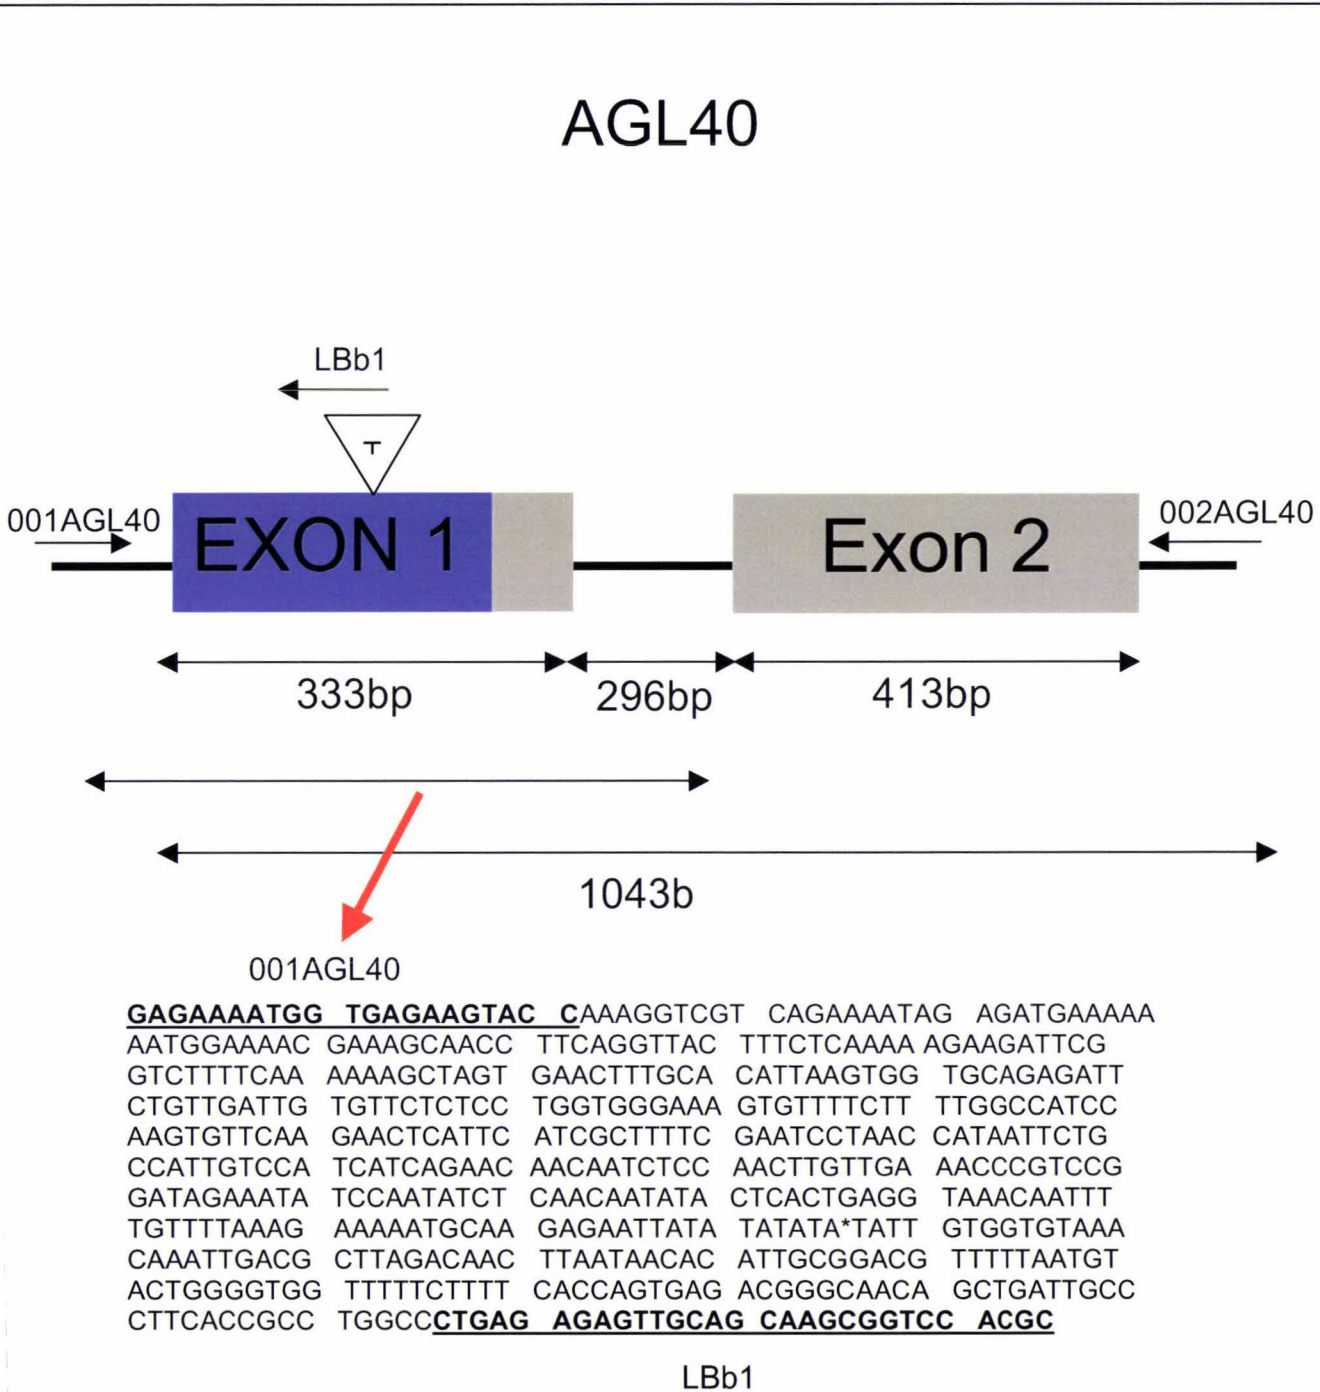 AGL40
LBb1
T
001AGL40
EXON 1
Exon 2
002AGL40
333bp
296bp
413bp
1043b
001AGL40
GAGAAAATGG TGAGAAGTAC CAAAGGTCGT CAGAAAATAG AGATGAAAAA
AATGGAAAAC GAAAGCAACC TTCAGGTTAC TTTCTCAAAA AGAAGATTCG
GTCTTTTCAA AAAAGCTAGT GAACTTTGCA CATTAAGTGG TGCAGAGATT
CTGTTGATTG TGTTCTCTCC TGGTGGGAAA GTGTTTTCTT TTGGCCATCC
AAGTGTTCAA GAACTCATTC ATCGCTTTTC GAATCCTAAC CATAATTCTG
CCATTGTCCA TCATCAGAAC AACAATCTCC AACTTGTTGA AACCCGTCCG
GATAGAAATA TCCAATATCT CAACAATATA CTCACTGAGG TAAACAATTT
TGTTTTAAAG AAAAATGCAA GAGAATTATA TATATA*TATT GTGGTGTAAA
CAAATTGACG CTTAGACAAC TTAATAACAC ATTGCGGACG TTTTTAATGT
ACTGGGGTGG TTTTTCTTTT CACCAGTGAG ACGGGCAACA GCTGATTGCC
CTTCACCGCC TGGCCCTGAG AGAGTTGCAG CAAGCGGTCC ACGC
LBb1